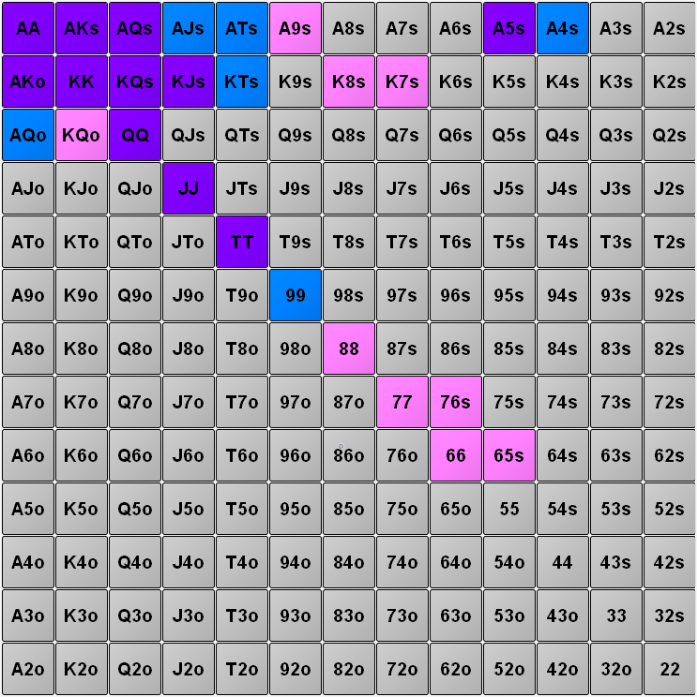 AA AKs AQs AJs ATs A9s A8s A7s A6s A5s A4s A3s A2s
AKo KK KQs KJs KTs K9s K8s K7s K6s K5s K4s K3s K2s
AQo KQo QQ QJs QTs Q9s Q8s Q7s Q6s Q5s Q4s Q3s Q2s
AJo KJo QJo JJ JTs J9s J8s J7s J6s J5s J4s J3s J2s
ATo KTo QTo JTo TT T9s T8s T7s T6s T5s T4s T3s T2s
A9o K9o Q9o J9o T9o 99 98s 97s 96s 95s 94s 93s 92s
A8o K8o Q8o J8o T8o 98o 88 87s 86s 85s 84s 83s 82s
A7o K7o Q7o J7o T7o 97o 87o 77 76s 75s 74s 73s 72s
A6o K6o Q6o J6o T6o 96o 86o 76o 66 65s 64s 63s 62s
A5o K5o Q5o J5o T5o 95o 85o 75o 65o 55 54s 53s 52s
A4o K4o Q4o J4o T4o 94o 84o 74o 64o 54o 44 43s 42s
A3o K3o Q3o J3o T3o 93o 83o 73o 63o 53o 43o 33 32s
A2o K2o Q2o J2o T2o 92o 82o 72o 62o 52o 42o 32o 22